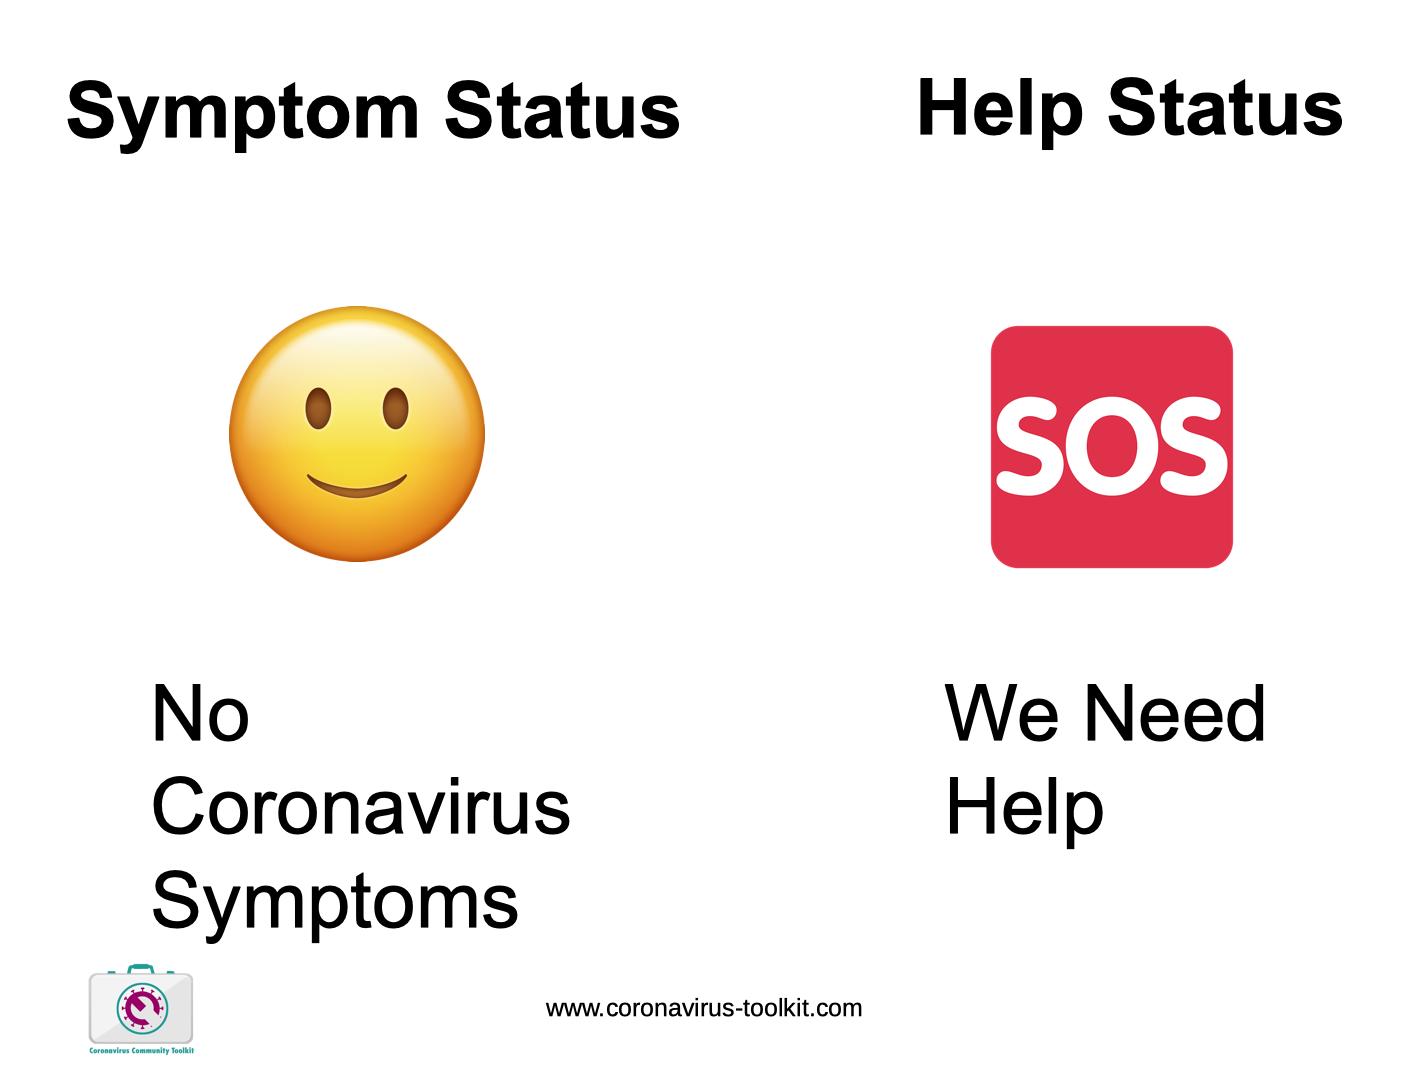 Symptom Status
Help Status
SOS
No
Coronavirus
Symptoms
We Need
Help
Coronavirus Community Toolkit
www.coronavirus-toolkit.com